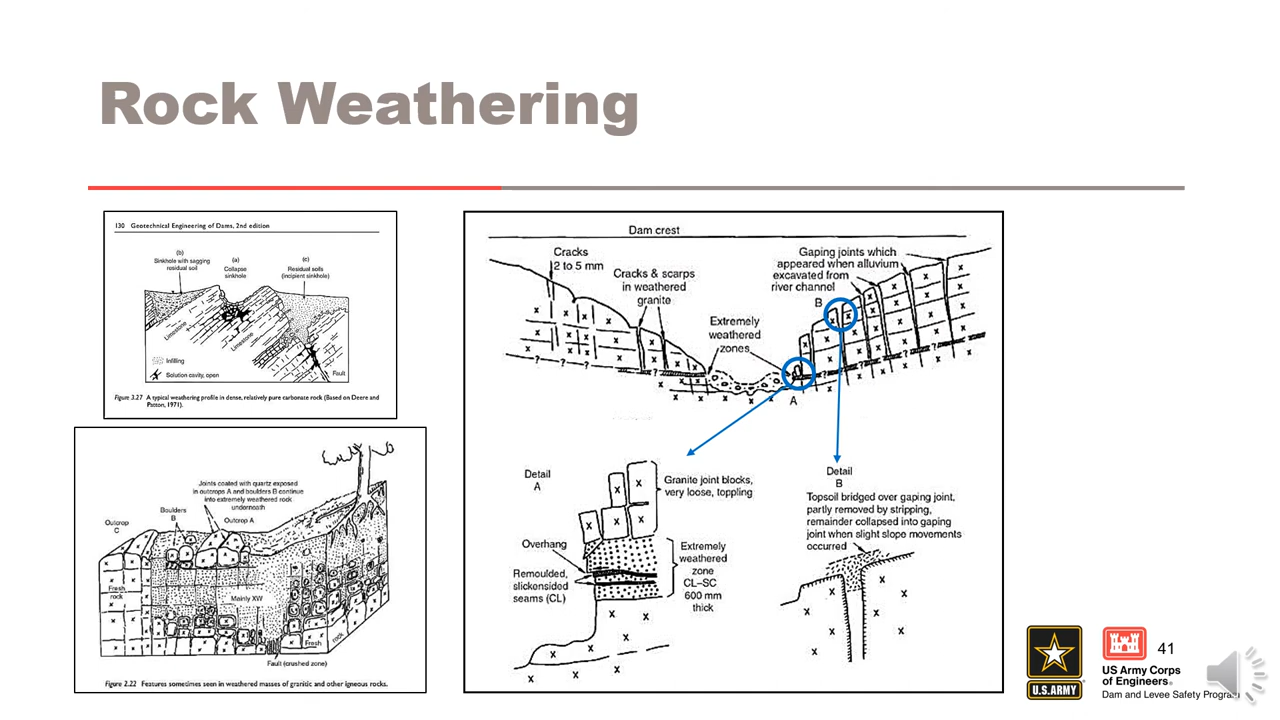 Rock Weathering
130 Geotechnical Engineering of Dams, 2nd edition
(b)
Sinkhole with sagging
residual soil
(a)
Collapse
sinkhole
(c)
Residual soils
(incipient sinkhole)
Limestone
Limestone
Infilling
Solution cavity, open
Fault
Figure 3.27 A typical weathering profile in dense, relatively pure carbonate rock (Based on Deere and
Patton, 1971).
Joints coated with quartz exposed
in outcrops A and boulders B continue
into extremely weathered rock
underneath
Boulders
B
Outcrop A
Outcrop
C
Fresh
rock
Mainly XW
Fresh
rock
Fault (crushed zone)
Figure 2.22 Features sometimes seen in weathered masses of granitic and other igneous rocks.
Dam crest
Cracks
2 to 5 mm
Cracks & scarps
in weathered
granite
Extremely
weathered
zones
Gaping joints which
appeared when alluvium
excavated from
river channel
B
A
Detail
A
Granite joint blocks,
very loose, toppling
Overhang
Remoulded,
slickensided
seams (CL)
Extremely
weathered
zone
CL–SC
600 mm
thick
Detail
B
Topsoil bridged over gaping joint,
partly removed by stripping,
remainder collapsed into gaping
joint when slight slope movements
occurred
U.S.ARMY
41
US Army Corps
of Engineers®
Dam and Levee Safety Program